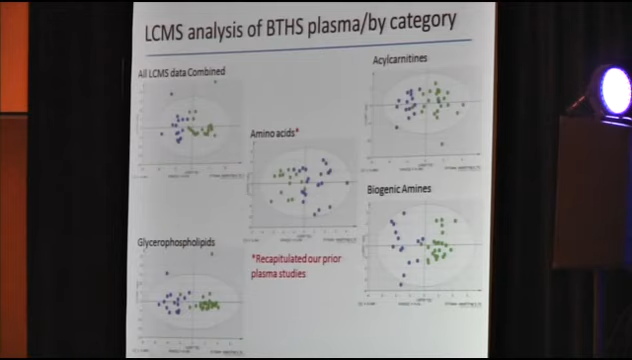 LCMS analysis of BTHS plasma/by category
All LCMS data Combined
Acylcarnitines
Amino acids*
Biogenic Amines
Glycerophospholipids
*Recapitulated our prior
plasma studies